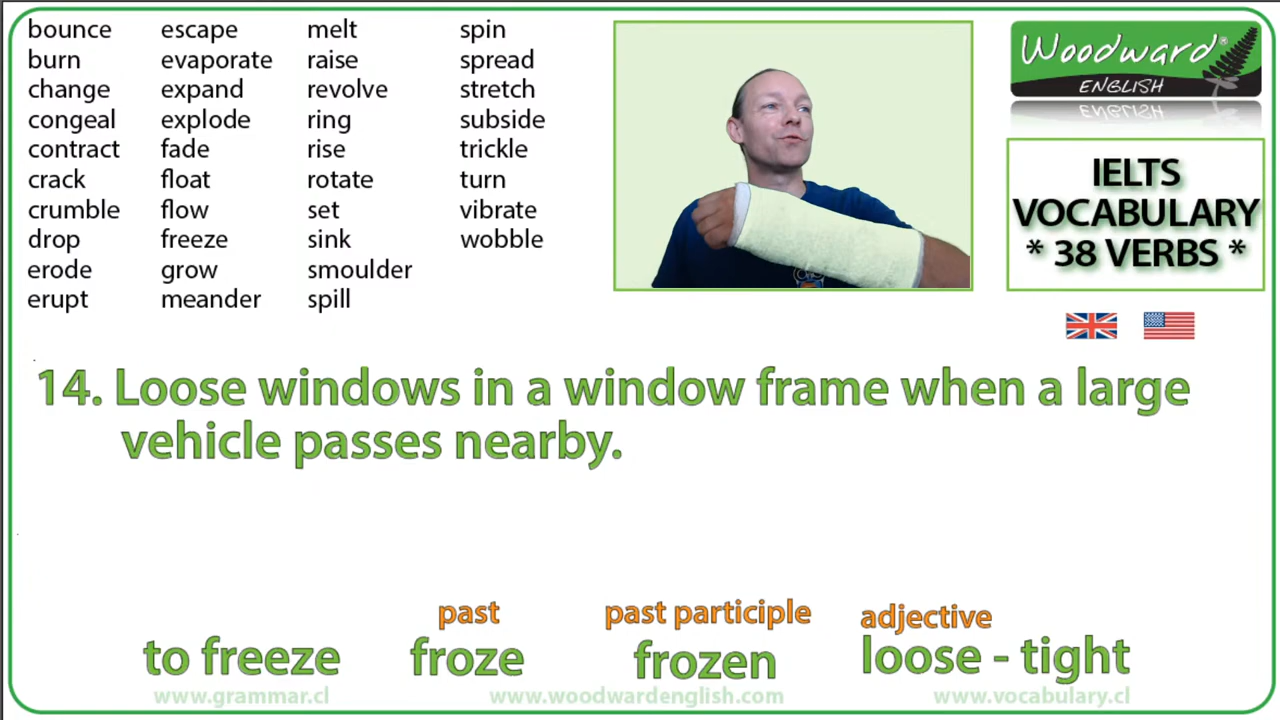 bounce escape melt spin
burn evaporate raise spread
change expand revolve stretch
congeal explode ring subside
contract fade rise trickle
crack float rotate turn
crumble flow set vibrate
drop freeze sink wobble
erode grow smoulder
erupt meander spill
Woodward®
ENGLISH
IELTS
VOCABULARY
* 38 VERBS *
14. Loose windows in a window frame when a large
vehicle passes nearby.
past past participle adjective
to freeze froze frozen loose - tight
www.grammar.cl www.woodwardenglish.com www.vocabulary.cl